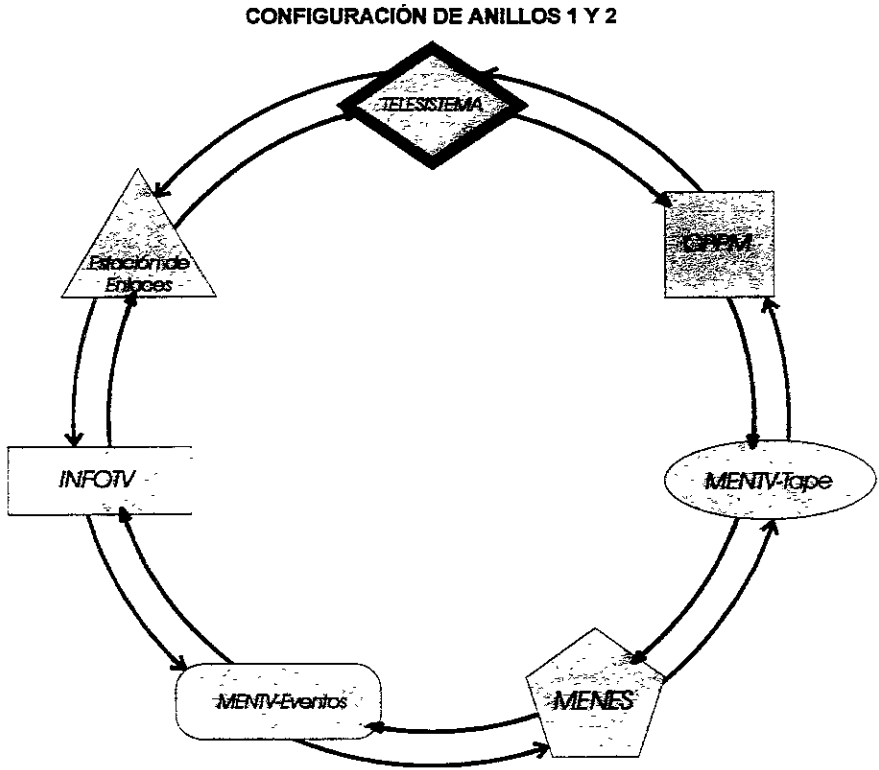 CONFIGURACIÓN DE ANILLOS 1 Y 2
TELESISTEMA
Estación de
Enlaces
INFOTV
MENTV-Tape
MENTV-Eventos
MENES